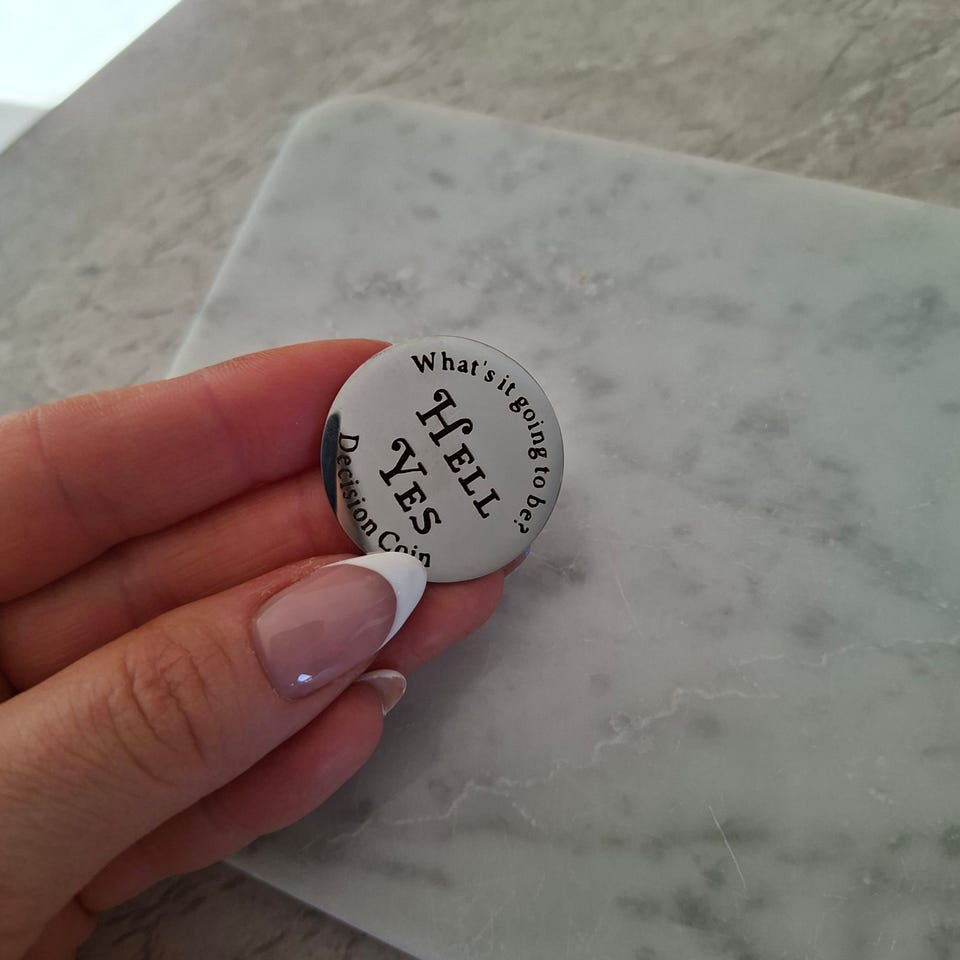 What's it going to be?
HELL
YES
Decision Coin